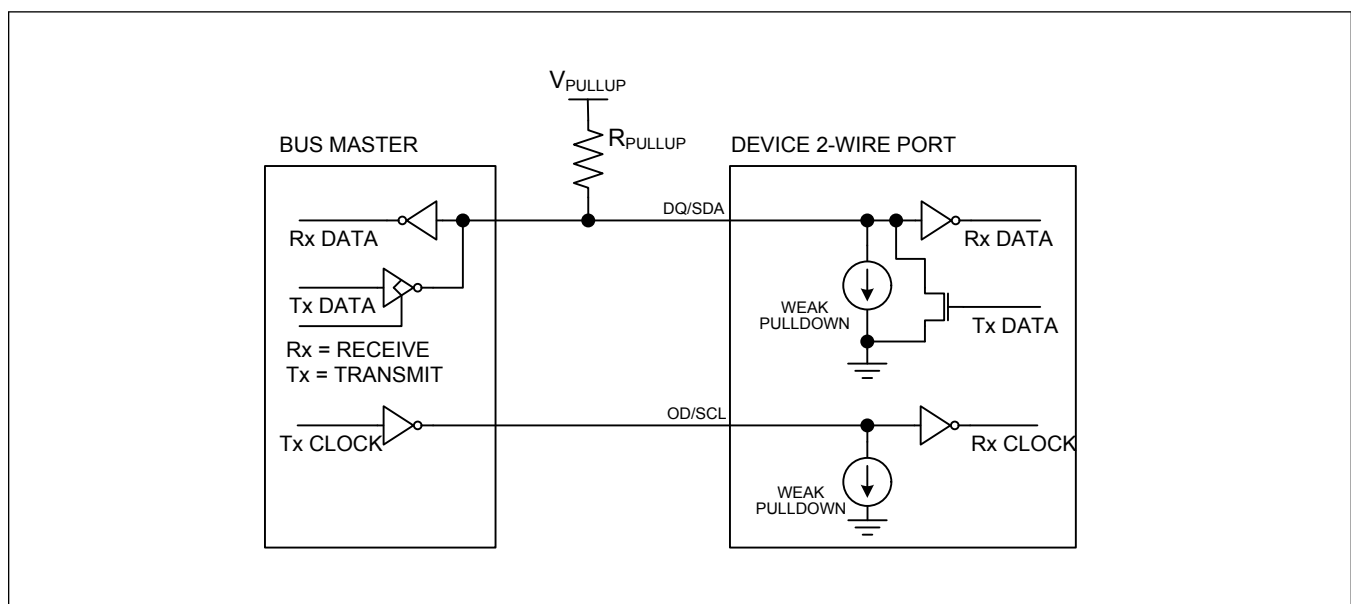 VPULLUP
RPULLUP
BUS MASTER
DEVICE 2-WIRE PORT
DQ/SDA
Rx DATA
Rx DATA
Tx DATA
WEAK
PULLDOWN
Tx DATA
Rx = RECEIVE
Tx = TRANSMIT
OD/SCL
Tx CLOCK
Rx CLOCK
WEAK
PULLDOWN